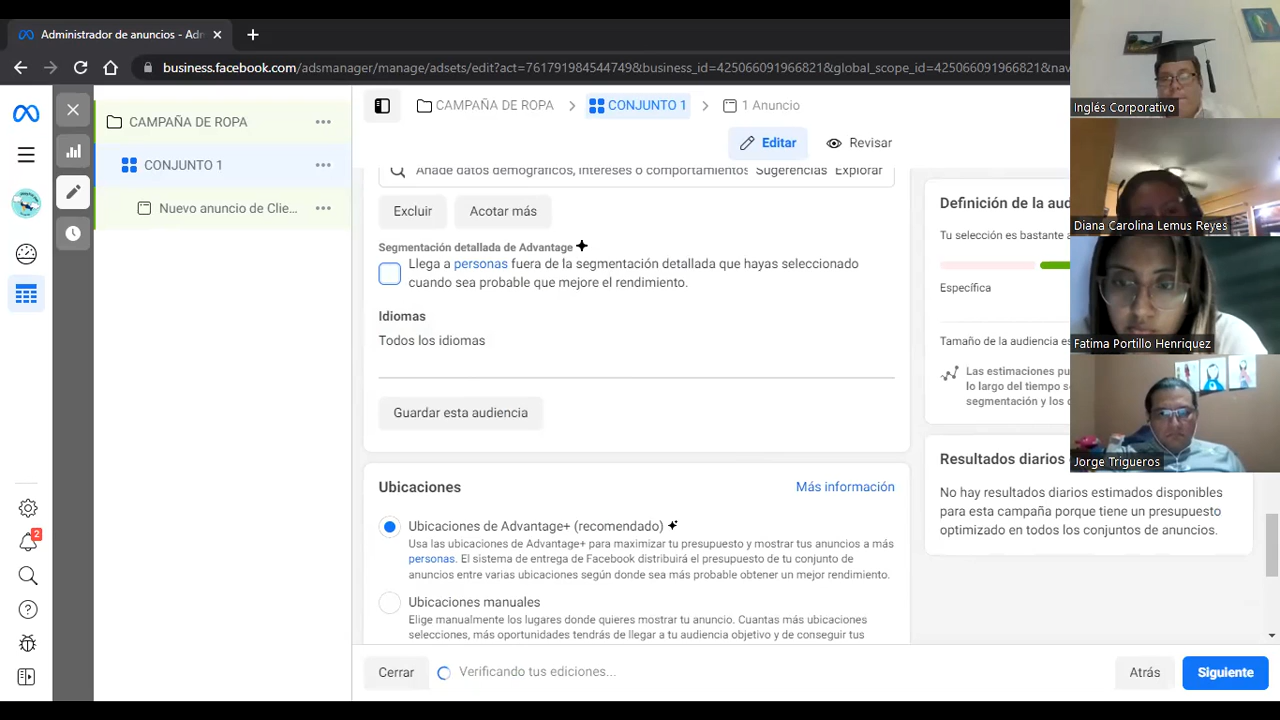 Administrador de anuncios - Adr
business.facebook.com/adsmanager/manage/adsets/edit?act=761791984544749&business_id=425066091966821&global_scope_id=425066091966821&nav
CAMPAÑA DE ROPA
CONJUNTO 1
1 Anuncio
Editar
Revisar
CAMPAÑA DE ROPA
CONJUNTO 1
Nuevo anuncio de Clie...
2
Añade datos demográficos, intereses o comportamientos
Sugerencias
Explorar
Excluir
Acotar más
Segmentación detallada de Advantage
Llega a personas fuera de la segmentación detallada que hayas seleccionado
cuando sea probable que mejore el rendimiento.
Idiomas
Todos los idiomas
Guardar esta audiencia
Ubicaciones
Más información
Ubicaciones de Advantage+ (recomendado)
Usa las ubicaciones de Advantage+ para maximizar tu presupuesto y mostrar tus anuncios a más
personas. El sistema de entrega de Facebook distribuirá el presupuesto de tu conjunto de
anuncios entre varias ubicaciones según donde sea más probable obtener un mejor rendimiento.
Ubicaciones manuales
Elige manualmente los lugares donde quieres mostrar tu anuncio. Cuantas más ubicaciones
selecciones, más oportunidades tendrás de llegar a tu audiencia objetivo y de conseguir tus
Definición de la aud
Tu selección es bastante a
Específica
Tamaño de la audiencia es
Las estimaciones pu
lo largo del tiempo s
segmentación y los d
Resultados diarios
No hay resultados diarios estimados disponibles
para esta campaña porque tiene un presupuesto
optimizado en todos los conjuntos de anuncios.
Cerrar
Verificando tus ediciones...
Atrás
Siguiente
Inglés Corporativo
Diana Carolina Lemus Reyes
Fatima Portillo Henriquez
Jorge Trigueros